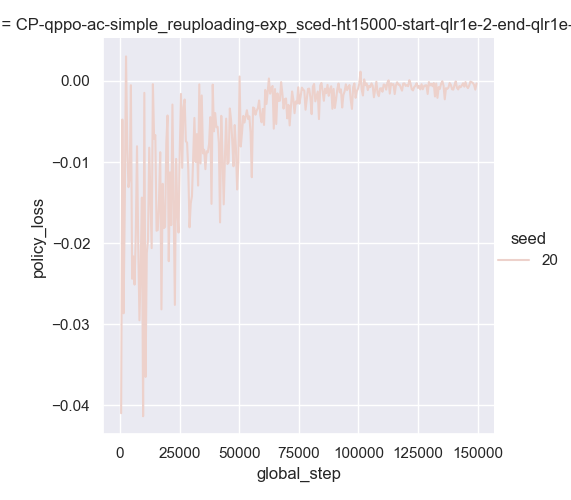 = CP-qppo-ac-simple_reuploading-exp_sced-ht15000-start-qlr1e-2-end-qlr1e-
0.00
−0.01
−0.02
−0.03
−0.04
policy_loss
0 25000 50000 75000 100000 125000 150000
global_step
seed
20